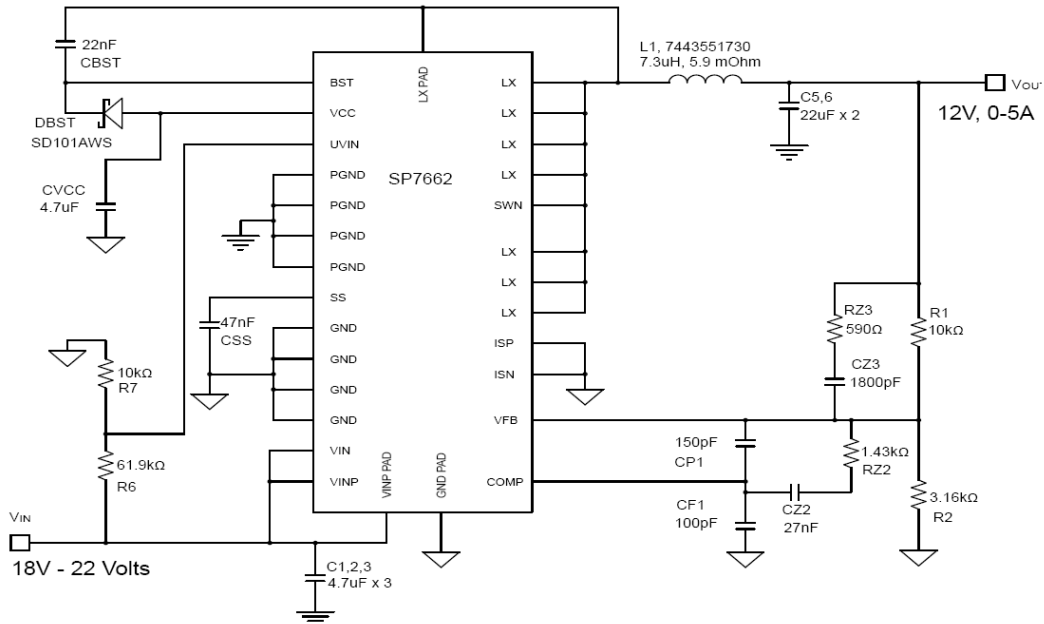 22nF
CBST
DBST
SD101AWS
CVCC
4.7uF
47nF
CSS
10kΩ
R7
61.9kΩ
R6
VIN
18V - 22 Volts
C1,2,3
4.7uF x 3
BST
VCC
UVIN
PGND
PGND
PGND
PGND
SS
GND
GND
GND
GND
VIN
VINP
LX PAD
SP7662
VINP PAD
GND PAD
LX
LX
LX
LX
SWN
LX
LX
LX
ISP
ISN
VFB
COMP
L1, 7443551730
7.3uH, 5.9 mOhm
C5,6
22uF x 2
VOUT
12V, 0-5A
RZ3
590Ω
CZ3
1800pF
R1
10kΩ
150pF
CP1
1.43kΩ
RZ2
CF1
100pF
CZ2
27nF
3.16kΩ
R2